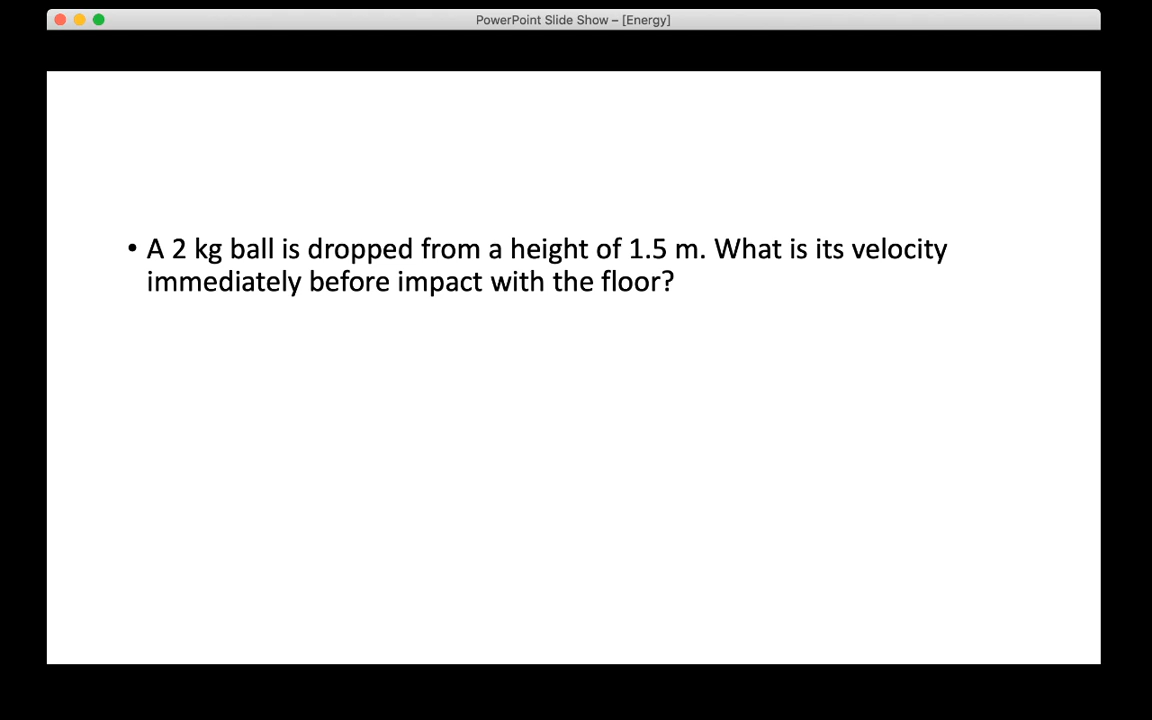 PowerPoint Slide Show – [Energy]
• A 2 kg ball is dropped from a height of 1.5 m. What is its velocity
immediately before impact with the floor?